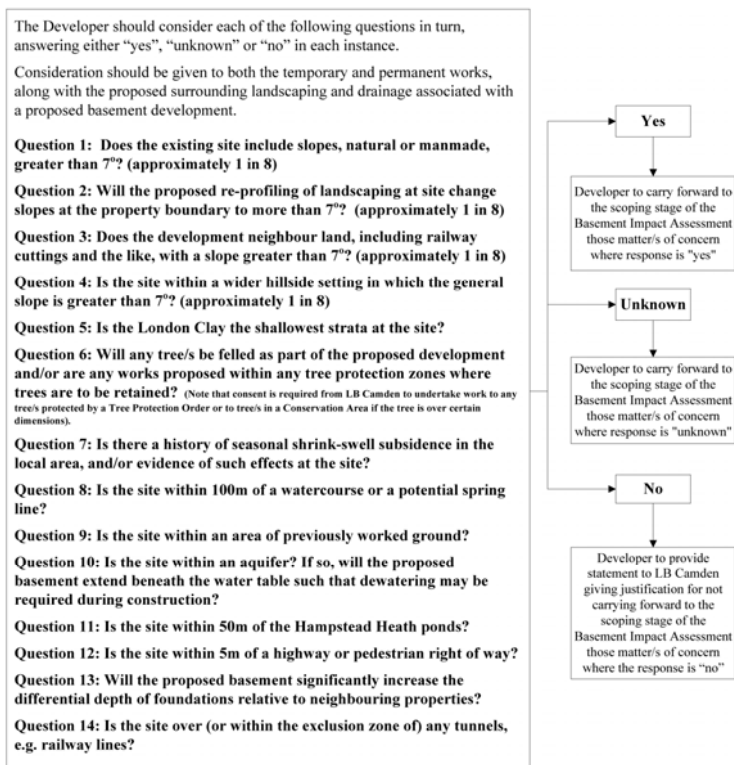 The Developer should consider each of the following questions in turn,
answering either “yes”, “unknown” or “no” in each instance.
Consideration should be given to both the temporary and permanent works,
along with the proposed surrounding landscaping and drainage associated with
a proposed basement development.
Question 1: Does the existing site include slopes, natural or manmade,
greater than 7°? (approximately 1 in 8)
Question 2: Will the proposed re-profiling of landscaping at site change
slopes at the property boundary to more than 7°? (approximately 1 in 8)
Question 3: Does the development neighbour land, including railway
cuttings and the like, with a slope greater than 7°? (approximately 1 in 8)
Question 4: Is the site within a wider hillside setting in which the general
slope is greater than 7°? (approximately 1 in 8)
Question 5: Is the London Clay the shallowest strata at the site?
Question 6: Will any tree/s be felled as part of the proposed development
and/or are any works proposed within any tree protection zones where
trees are to be retained? (Note that consent is required from LB Camden to undertake work to any
tree/s protected by a Tree Protection Order or to tree/s in a Conservation Area if the tree is over certain
dimensions).
Question 7: Is there a history of seasonal shrink-swell subsidence in the
local area, and/or evidence of such effects at the site?
Question 8: Is the site within 100m of a watercourse or a potential spring
line?
Question 9: Is the site within an area of previously worked ground?
Question 10: Is the site within an aquifer? If so, will the proposed
basement extend beneath the water table such that dewatering may be
required during construction?
Question 11: Is the site within 50m of the Hampstead Heath ponds?
Question 12: Is the site within 5m of a highway or pedestrian right of way?
Question 13: Will the proposed basement significantly increase the
differential depth of foundations relative to neighbouring properties?
Question 14: Is the site over (or within the exclusion zone of) any tunnels,
e.g. railway lines?
Yes
Developer to carry forward to
the scoping stage of the
Basement Impact Assessment
those matter/s of concern
where response is "yes"
Unknown
Developer to carry forward to
the scoping stage of the
Basement Impact Assessment
those matter/s of concern
where response is "unknown"
No
Developer to provide
statement to LB Camden
giving justification for not
carrying forward to the
scoping stage of the
Basement Impact Assessment
those matter/s of concern
where the response is “no”